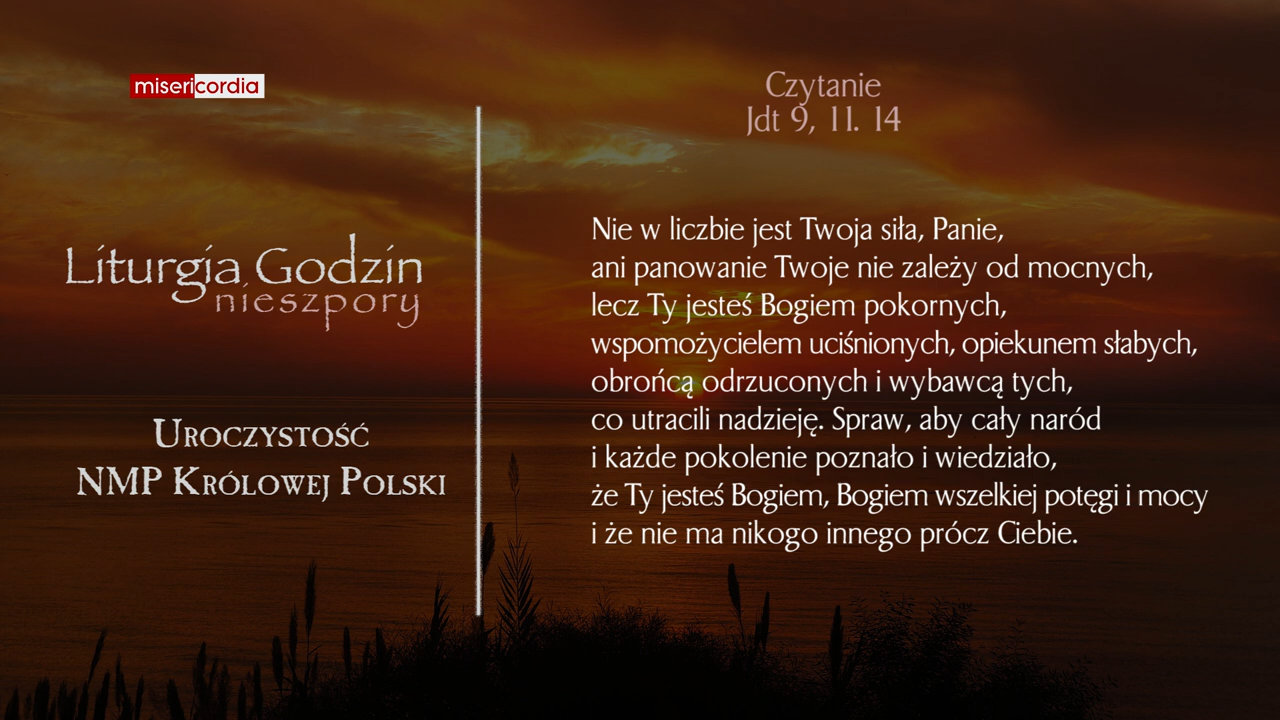 misericordia
Liturgia Godzin
nieszpory
Uroczystość
NMP Królowej Polski
Czytanie
Jdt 9, 11. 14
Nie w liczbie jest Twoja siła, Panie,
ani panowanie Twoje nie zależy od mocnych,
lecz Ty jesteś Bogiem pokornych,
wspomożycielem uciśnionych, opiekunem słabych,
obrońcą odrzuconych i wybawcą tych,
co utracili nadzieję. Spraw, aby cały naród
i każde pokolenie poznało i wiedziało,
że Ty jesteś Bogiem, Bogiem wszelkiej potęgi i mocy
i że nie ma nikogo innego prócz Ciebie.